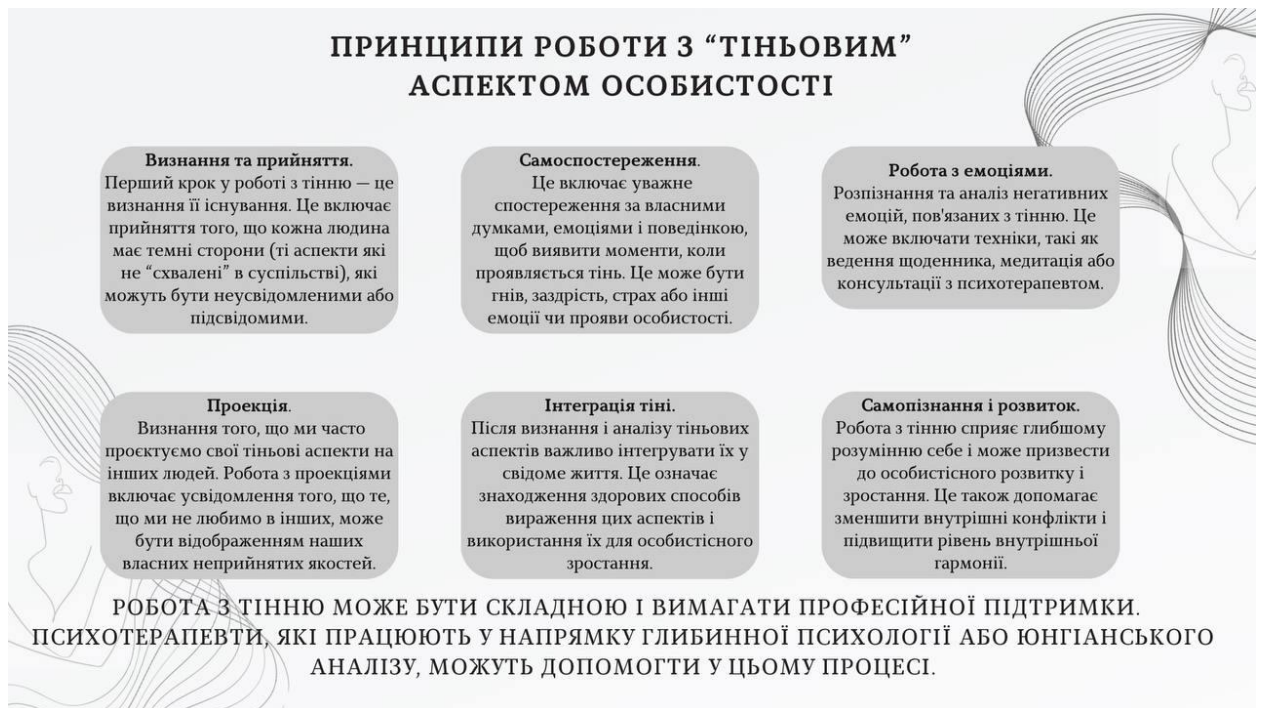 ПРИНЦИПИ РОБОТИ З “ТІНЬОВИМ”
АСПЕКТОМ ОСОБИСТОСТІ
Визнання та прийняття.
Перший крок у роботі з тінню — це
визнання її існування. Це включає
прийняття того, що кожна людина
має темні сторони (ті аспекти які
не “схвалені” в суспільстві), які
можуть бути неусвідомленими або
підсвідомими.
Самоспостереження.
Це включає уважне
спостереження за власними
думками, емоціями і поведінкою,
щоб виявити моменти, коли
проявляється тінь. Це може бути
гнів, заздрість, страх або інші
емоції чи прояви особистості.
Робота з емоціями.
Розпізнання та аналіз негативних
емоцій, пов'язаних з тінню. Це
може включати техніки, такі як
ведення щоденника, медитація або
консультації з психотерапевтом.
Проекція.
Визнання того, що ми часто
проєктуємо свої тіньові аспекти на
інших людей. Робота з проекціями
включає усвідомлення того, що те,
що ми не любимо в інших, може
бути відображенням наших
власних неприйнятих якостей.
Інтеграція тіні.
Після визнання і аналізу тіньових
аспектів важливо інтегрувати їх у
свідоме життя. Це означає
знаходження здорових способів
вираження цих аспектів і
використання їх для особистісного
зростання.
Самопізнання і розвиток.
Робота з тінню сприяє глибшому
розумінню себе і може призвести
до особистісного розвитку і
зростання. Це також допомагає
зменшити внутрішні конфлікти і
підвищити рівень внутрішньої
гармонії.
РОБОТА З ТІННЮ МОЖЕ БУТИ СКЛАДНОЮ І ВИМАГАТИ ПРОФЕСІЙНОЇ ПІДТРИМКИ.
ПСИХОТЕРАПЕВТИ, ЯКІ ПРАЦЮЮТЬ У НАПРЯМКУ ГЛИБИННОЇ ПСИХОЛОГІЇ АБО ЮНГІАНСЬКОГО
АНАЛІЗУ, МОЖУТЬ ДОПОМОГТИ У ЦЬОМУ ПРОЦЕСІ.